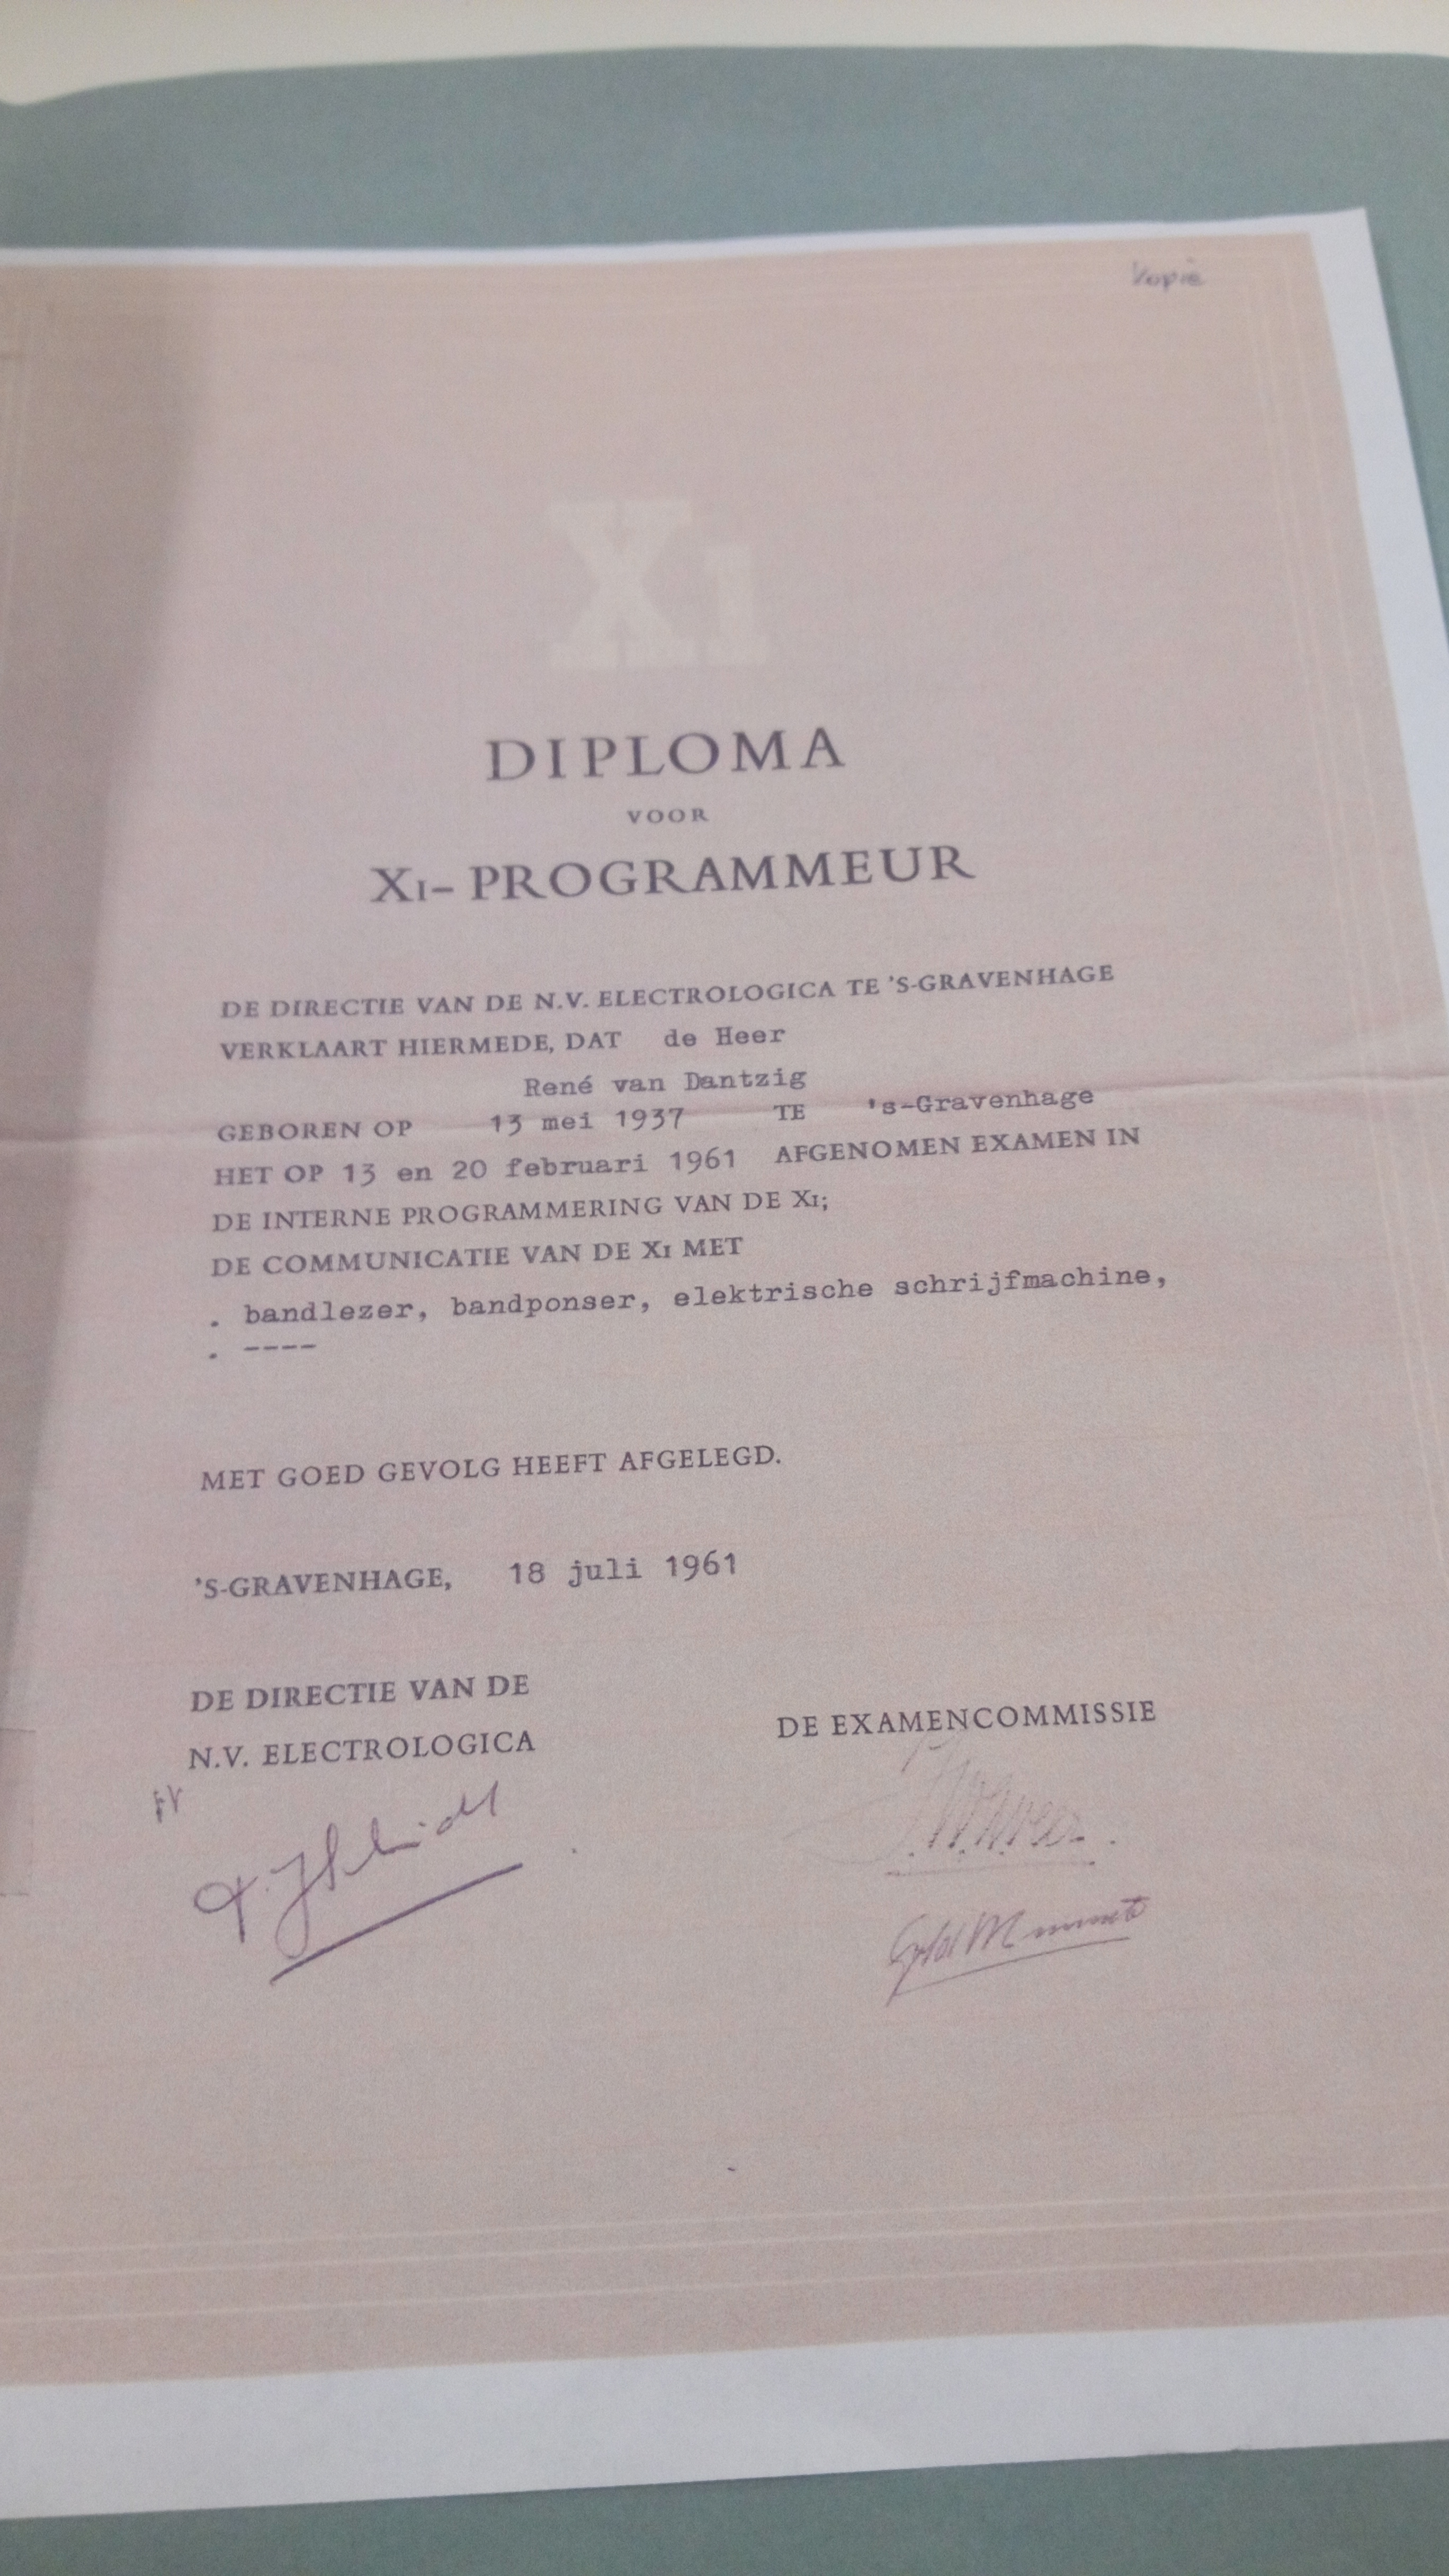 Kopie
X1
DIPLOMA
VOOR
X1- PROGRAMMEUR
DE DIRECTIE VAN DE N.V. ELECTROLOGICA TE 'S-GRAVENHAGE
VERKLAART HIERMEDE, DAT de Heer
René van Dantzig
GEBOREN OP 13 mei 1937 TE 's-Gravenhage
HET OP 13 en 20 februari 1961 AFGENOMEN EXAMEN IN
DE INTERNE PROGRAMMERING VAN DE X1;
DE COMMUNICATIE VAN DE X1 MET
. bandlezer, bandponser, elektrische schrijfmachine,
. ----
MET GOED GEVOLG HEEFT AFGELEGD.
'S-GRAVENHAGE, 18 juli 1961
DE DIRECTIE VAN DE
N.V. ELECTROLOGICA
DE EXAMENCOMMISSIE